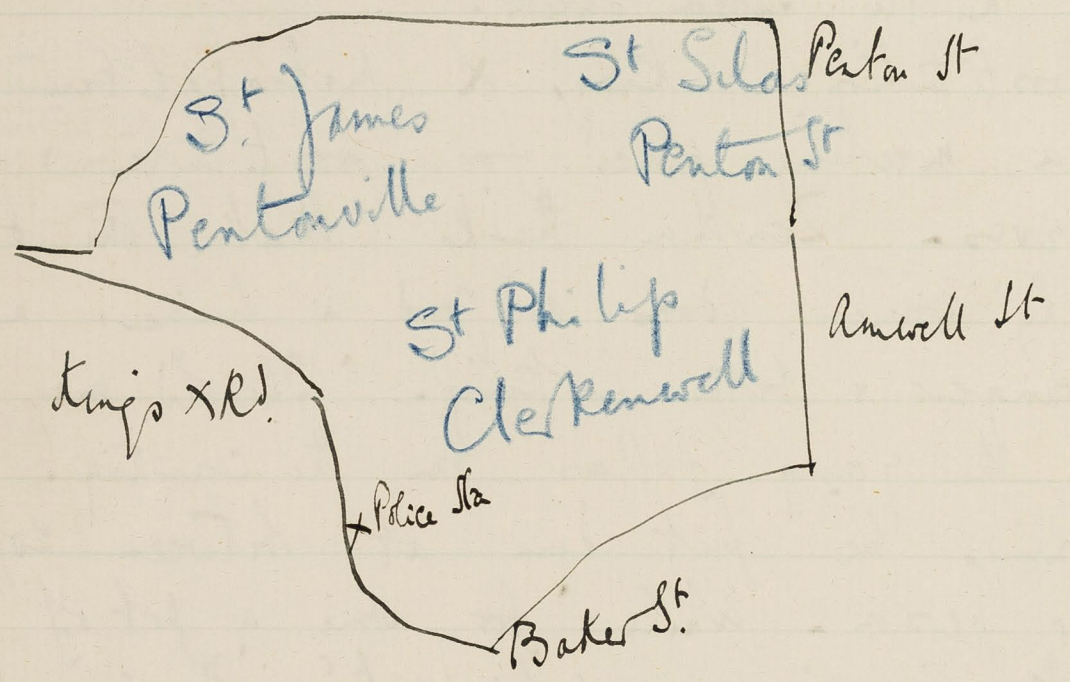 St Silas Penton St
St James
Penton St
Pentonville
St Philip
Amwell St
Clerkenwell
Kings X Rd.
x Police Sta
Baker St.